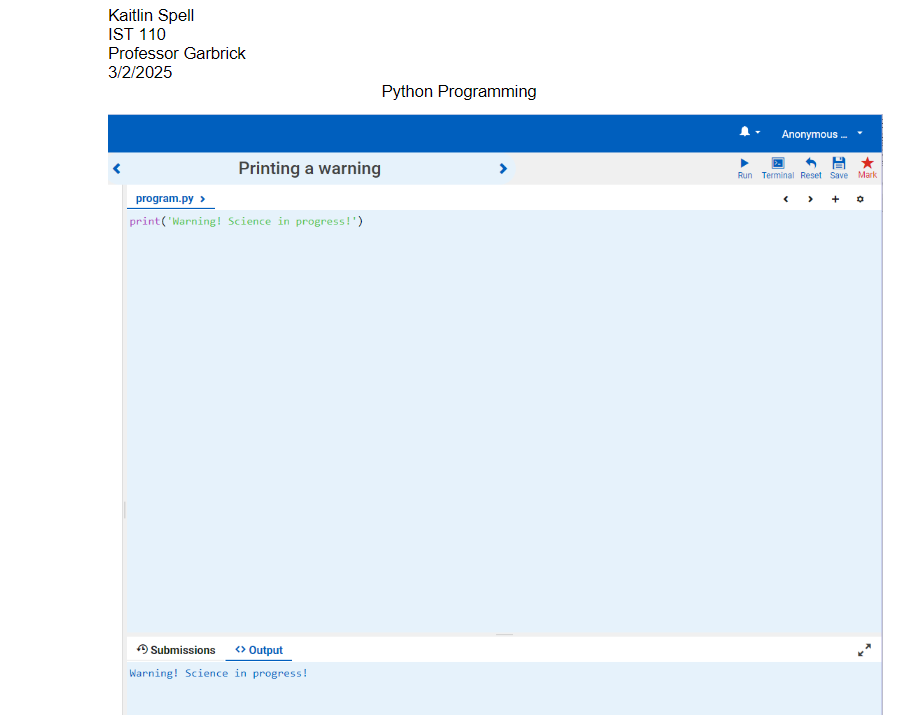 Kaitlin Spell
IST 110
Professor Garbrick
3/2/2025
Python Programming
Anonymous ...
Printing a warning
Run Terminal Reset Save Mark
program.py
print('Warning! Science in progress!')
Submissions Output
Warning! Science in progress!